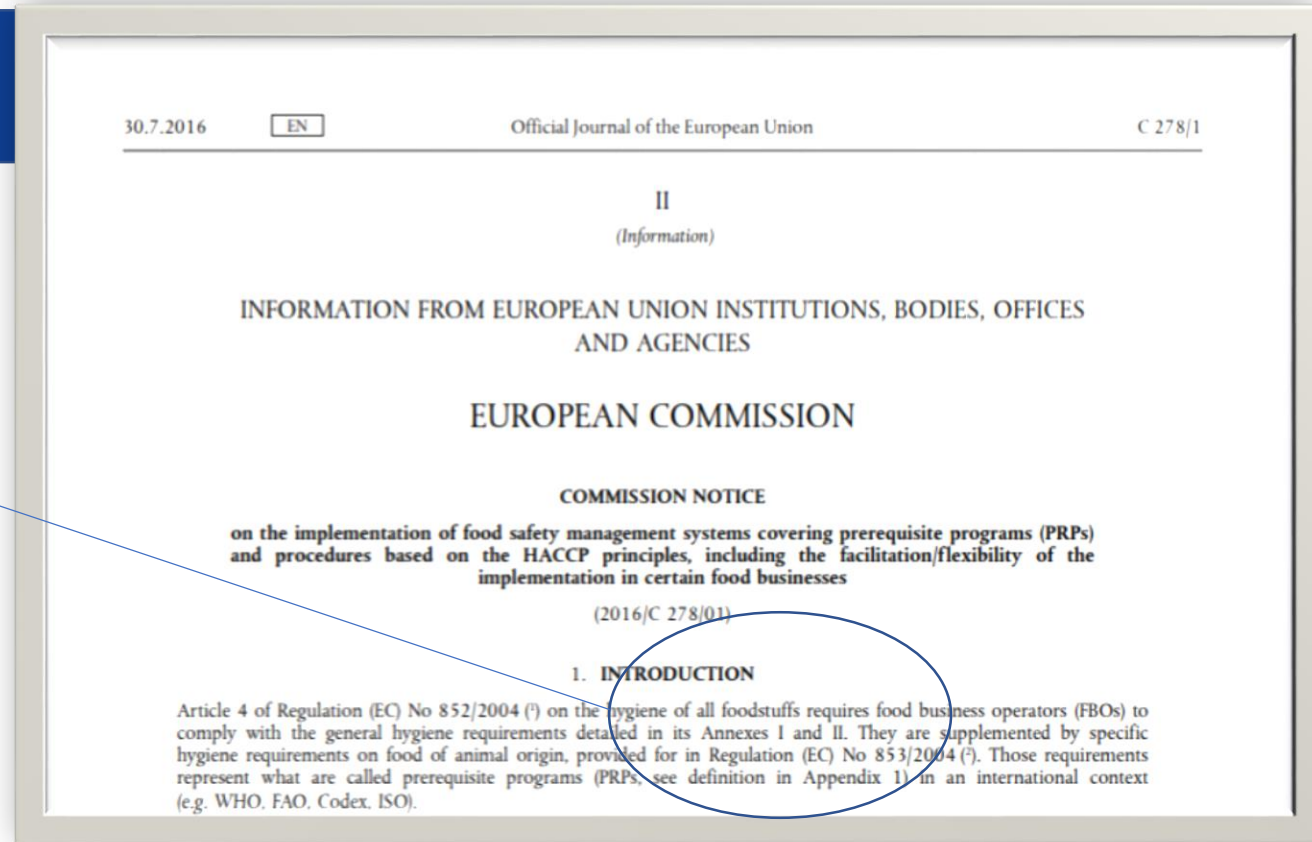 30.7.2016 EN Official Journal of the European Union C 278/1
II
(Information)
INFORMATION FROM EUROPEAN UNION INSTITUTIONS, BODIES, OFFICES
AND AGENCIES
EUROPEAN COMMISSION
COMMISSION NOTICE
on the implementation of food safety management systems covering prerequisite programs (PRPs)
and procedures based on the HACCP principles, including the facilitation/flexibility of the
implementation in certain food businesses
(2016/C 278/01)
1. INTRODUCTION
Article 4 of Regulation (EC) No 852/2004 (¹) on the hygiene of all foodstuffs requires food business operators (FBOs) to
comply with the general hygiene requirements detailed in its Annexes I and II. They are supplemented by specific
hygiene requirements on food of animal origin, provided for in Regulation (EC) No 853/2004 (²). Those requirements
represent what are called prerequisite programs (PRPs, see definition in Appendix 1) in an international context
(e.g. WHO, FAO, Codex, ISO).